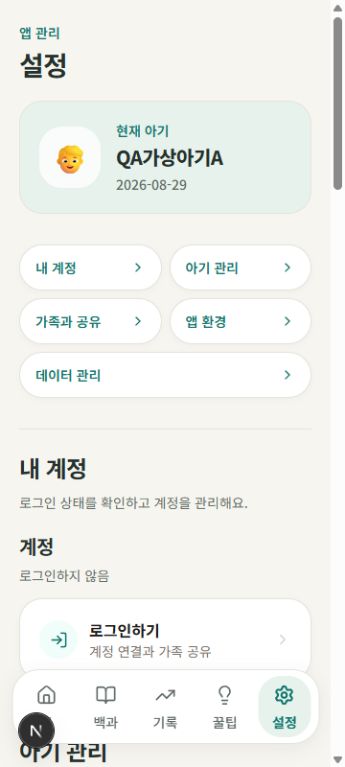 앱 관리
설정
현재 아기
QA가상아기A
2026-08-29
내 계정
아기 관리
가족과 공유
앱 환경
데이터 관리
내 계정
로그인 상태를 확인하고 계정을 관리해요.
계정
로그인하지 않음
로그인하기
계정 연결과 가족 공유
백과
기록
꿀팁
설정
N
아기 관리